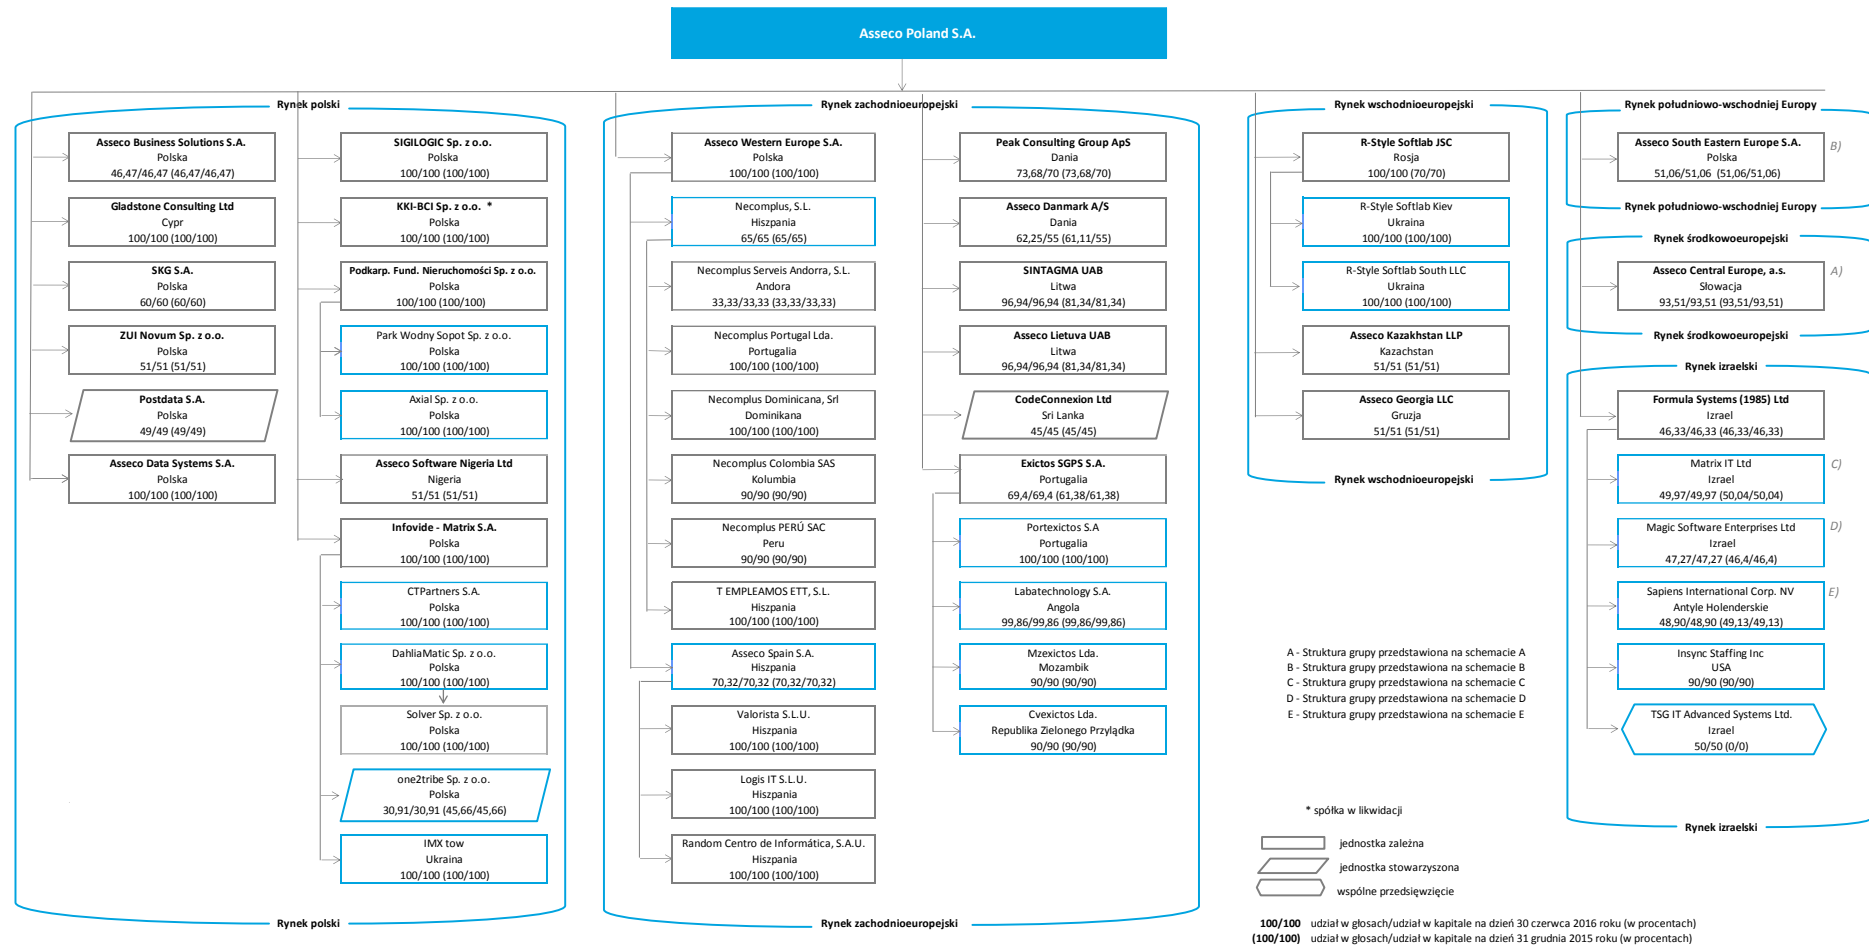 Asseco Poland S.A.
Rynek polski
Asseco Business Solutions S.A.
Polska
46,47/46,47 (46,47/46,47)
Gladstone Consulting Ltd
Cypr
100/100 (100/100)
SKG S.A.
Polska
60/60 (60/60)
ZUI Novum Sp. z o.o.
Polska
51/51 (51/51)
Postdata S.A.
Polska
49/49 (49/49)
Asseco Data Systems S.A.
Polska
100/100 (100/100)
SIGILOGIC Sp. z o.o.
Polska
100/100 (100/100)
KKI-BCI Sp. z o.o. *
Polska
100/100 (100/100)
Podkarp. Fund. Nieruchomości Sp. z o.o.
Polska
100/100 (100/100)
Park Wodny Sopot Sp. z o.o.
Polska
100/100 (100/100)
Axial Sp. z o.o.
Polska
100/100 (100/100)
Asseco Software Nigeria Ltd
Nigeria
51/51 (51/51)
Infovide - Matrix S.A.
Polska
100/100 (100/100)
CTPartners S.A.
Polska
100/100 (100/100)
DahliaMatic Sp. z o.o.
Polska
100/100 (100/100)
Solver Sp. z o.o.
Polska
100/100 (100/100)
one2tribe Sp. z o.o.
Polska
30,91/30,91 (45,66/45,66)
IMX tow
Ukraina
100/100 (100/100)
Rynek polski
Rynek zachodnioeuropejski
Asseco Western Europe S.A.
Polska
100/100 (100/100)
Necomplus, S.L.
Hiszpania
65/65 (65/65)
Necomplus Serveis Andorra, S.L.
Andora
33,33/33,33 (33,33/33,33)
Necomplus Portugal Lda.
Portugalia
100/100 (100/100)
Necomplus Dominicana, Srl
Dominikana
100/100 (100/100)
Necomplus Colombia SAS
Kolumbia
90/90 (90/90)
Necomplus PERÚ SAC
Peru
90/90 (90/90)
T EMPLEAMOS ETT, S.L.
Hiszpania
100/100 (100/100)
Asseco Spain S.A.
Hiszpania
70,32/70,32 (70,32/70,32)
Valorista S.L.U.
Hiszpania
100/100 (100/100)
Logis IT S.L.U.
Hiszpania
100/100 (100/100)
Random Centro de Informática, S.A.U.
Hiszpania
100/100 (100/100)
Peak Consulting Group ApS
Dania
73,68/70 (73,68/70)
Asseco Danmark A/S
Dania
62,25/55 (61,11/55)
SINTAGMA UAB
Litwa
96,94/96,94 (81,34/81,34)
Asseco Lietuva UAB
Litwa
96,94/96,94 (81,34/81,34)
CodeConnexion Ltd
Sri Lanka
45/45 (45/45)
Exictos SGPS S.A.
Portugalia
69,4/69,4 (61,38/61,38)
Portexictos S.A
Portugalia
100/100 (100/100)
Labatechnology S.A.
Angola
99,86/99,86 (99,86/99,86)
Mzexictos Lda.
Mozambik
90/90 (90/90)
Cvexictos Lda.
Republika Zielonego Przylądka
90/90 (90/90)
Rynek zachodnioeuropejski
Rynek wschodnioeuropejski
R-Style Softlab JSC
Rosja
100/100 (70/70)
R-Style Softlab Kiev
Ukraina
100/100 (100/100)
R-Style Softlab South LLC
Ukraina
100/100 (100/100)
Asseco Kazakhstan LLP
Kazachstan
51/51 (51/51)
Asseco Georgia LLC
Gruzja
51/51 (51/51)
Rynek wschodnioeuropejski
Rynek południowo-wschodniej Europy
Asseco South Eastern Europe S.A.
Polska
51,06/51,06 (51,06/51,06)
B)
Rynek południowo-wschodniej Europy
Rynek środkowoeuropejski
Asseco Central Europe, a.s.
Słowacja
93,51/93,51 (93,51/93,51)
A)
Rynek środkowoeuropejski
Rynek izraelski
Formula Systems (1985) Ltd
Izrael
46,33/46,33 (46,33/46,33)
Matrix IT Ltd
Izrael
49,97/49,97 (50,04/50,04)
C)
Magic Software Enterprises Ltd
Izrael
47,27/47,27 (46,4/46,4)
D)
Sapiens International Corp. NV
Antyle Holenderskie
48,90/48,90 (49,13/49,13)
E)
Insync Staffing Inc
USA
90/90 (90/90)
TSG IT Advanced Systems Ltd.
Izrael
50/50 (0/0)
Rynek izraelski
A - Struktura grupy przedstawiona na schemacie A
B - Struktura grupy przedstawiona na schemacie B
C - Struktura grupy przedstawiona na schemacie C
D - Struktura grupy przedstawiona na schemacie D
E - Struktura grupy przedstawiona na schemacie E
* spółka w likwidacji
jednostka zależna
jednostka stowarzyszona
wspólne przedsięwzięcie
100/100 udział w głosach/udział w kapitale na dzień 30 czerwca 2016 roku (w procentach)
(100/100) udział w głosach/udział w kapitale na dzień 31 grudnia 2015 roku (w procentach)